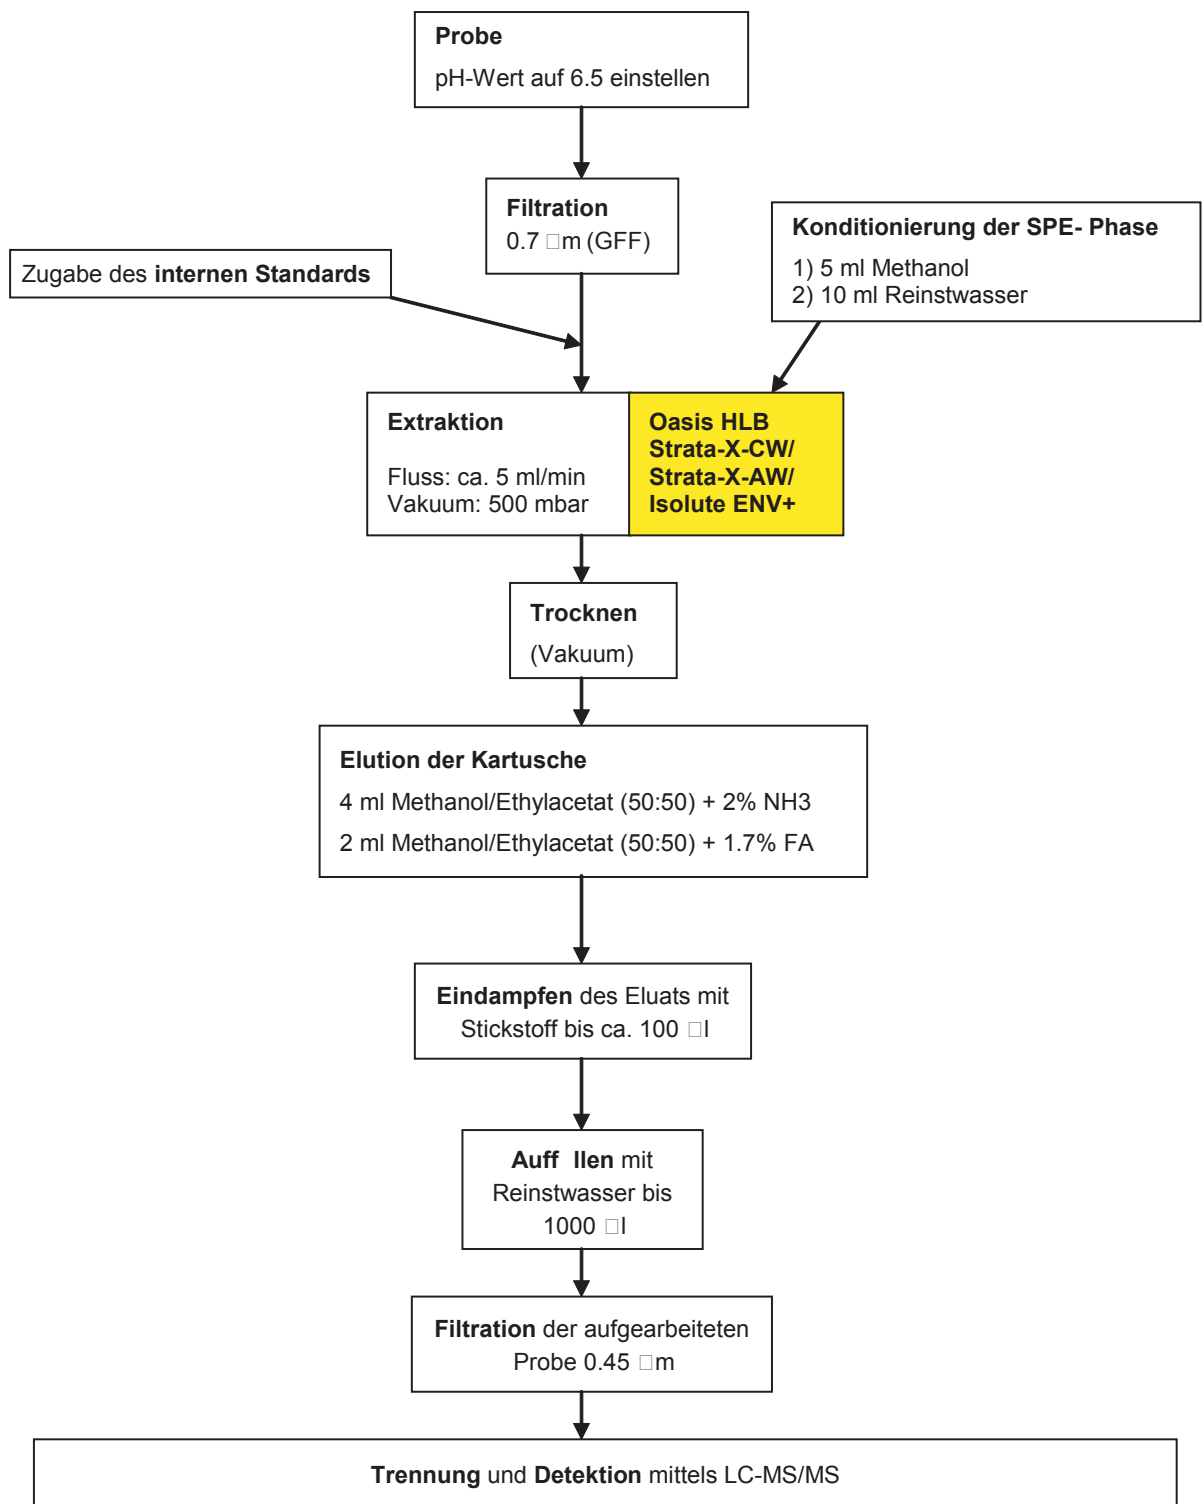 Probe
pH-Wert auf 6.5 einstellen
Filtration
0.7 □m (GFF)
Konditionierung der SPE- Phase
1) 5 ml Methanol
2) 10 ml Reinstwasser
Zugabe des internen Standards
Extraktion
Fluss: ca. 5 ml/min
Vakuum: 500 mbar
Oasis HLB
Strata-X-CW/
Strata-X-AW/
Isolute ENV+
Trocknen
(Vakuum)
Elution der Kartusche
4 ml Methanol/Ethylacetat (50:50) + 2% NH3
2 ml Methanol/Ethylacetat (50:50) + 1.7% FA
Eindampfen des Eluats mit
Stickstoff bis ca. 100 □l
Auff llen mit
Reinstwasser bis
1000 □l
Filtration der aufgearbeiteten
Probe 0.45 □m
Trennung und Detektion mittels LC-MS/MS